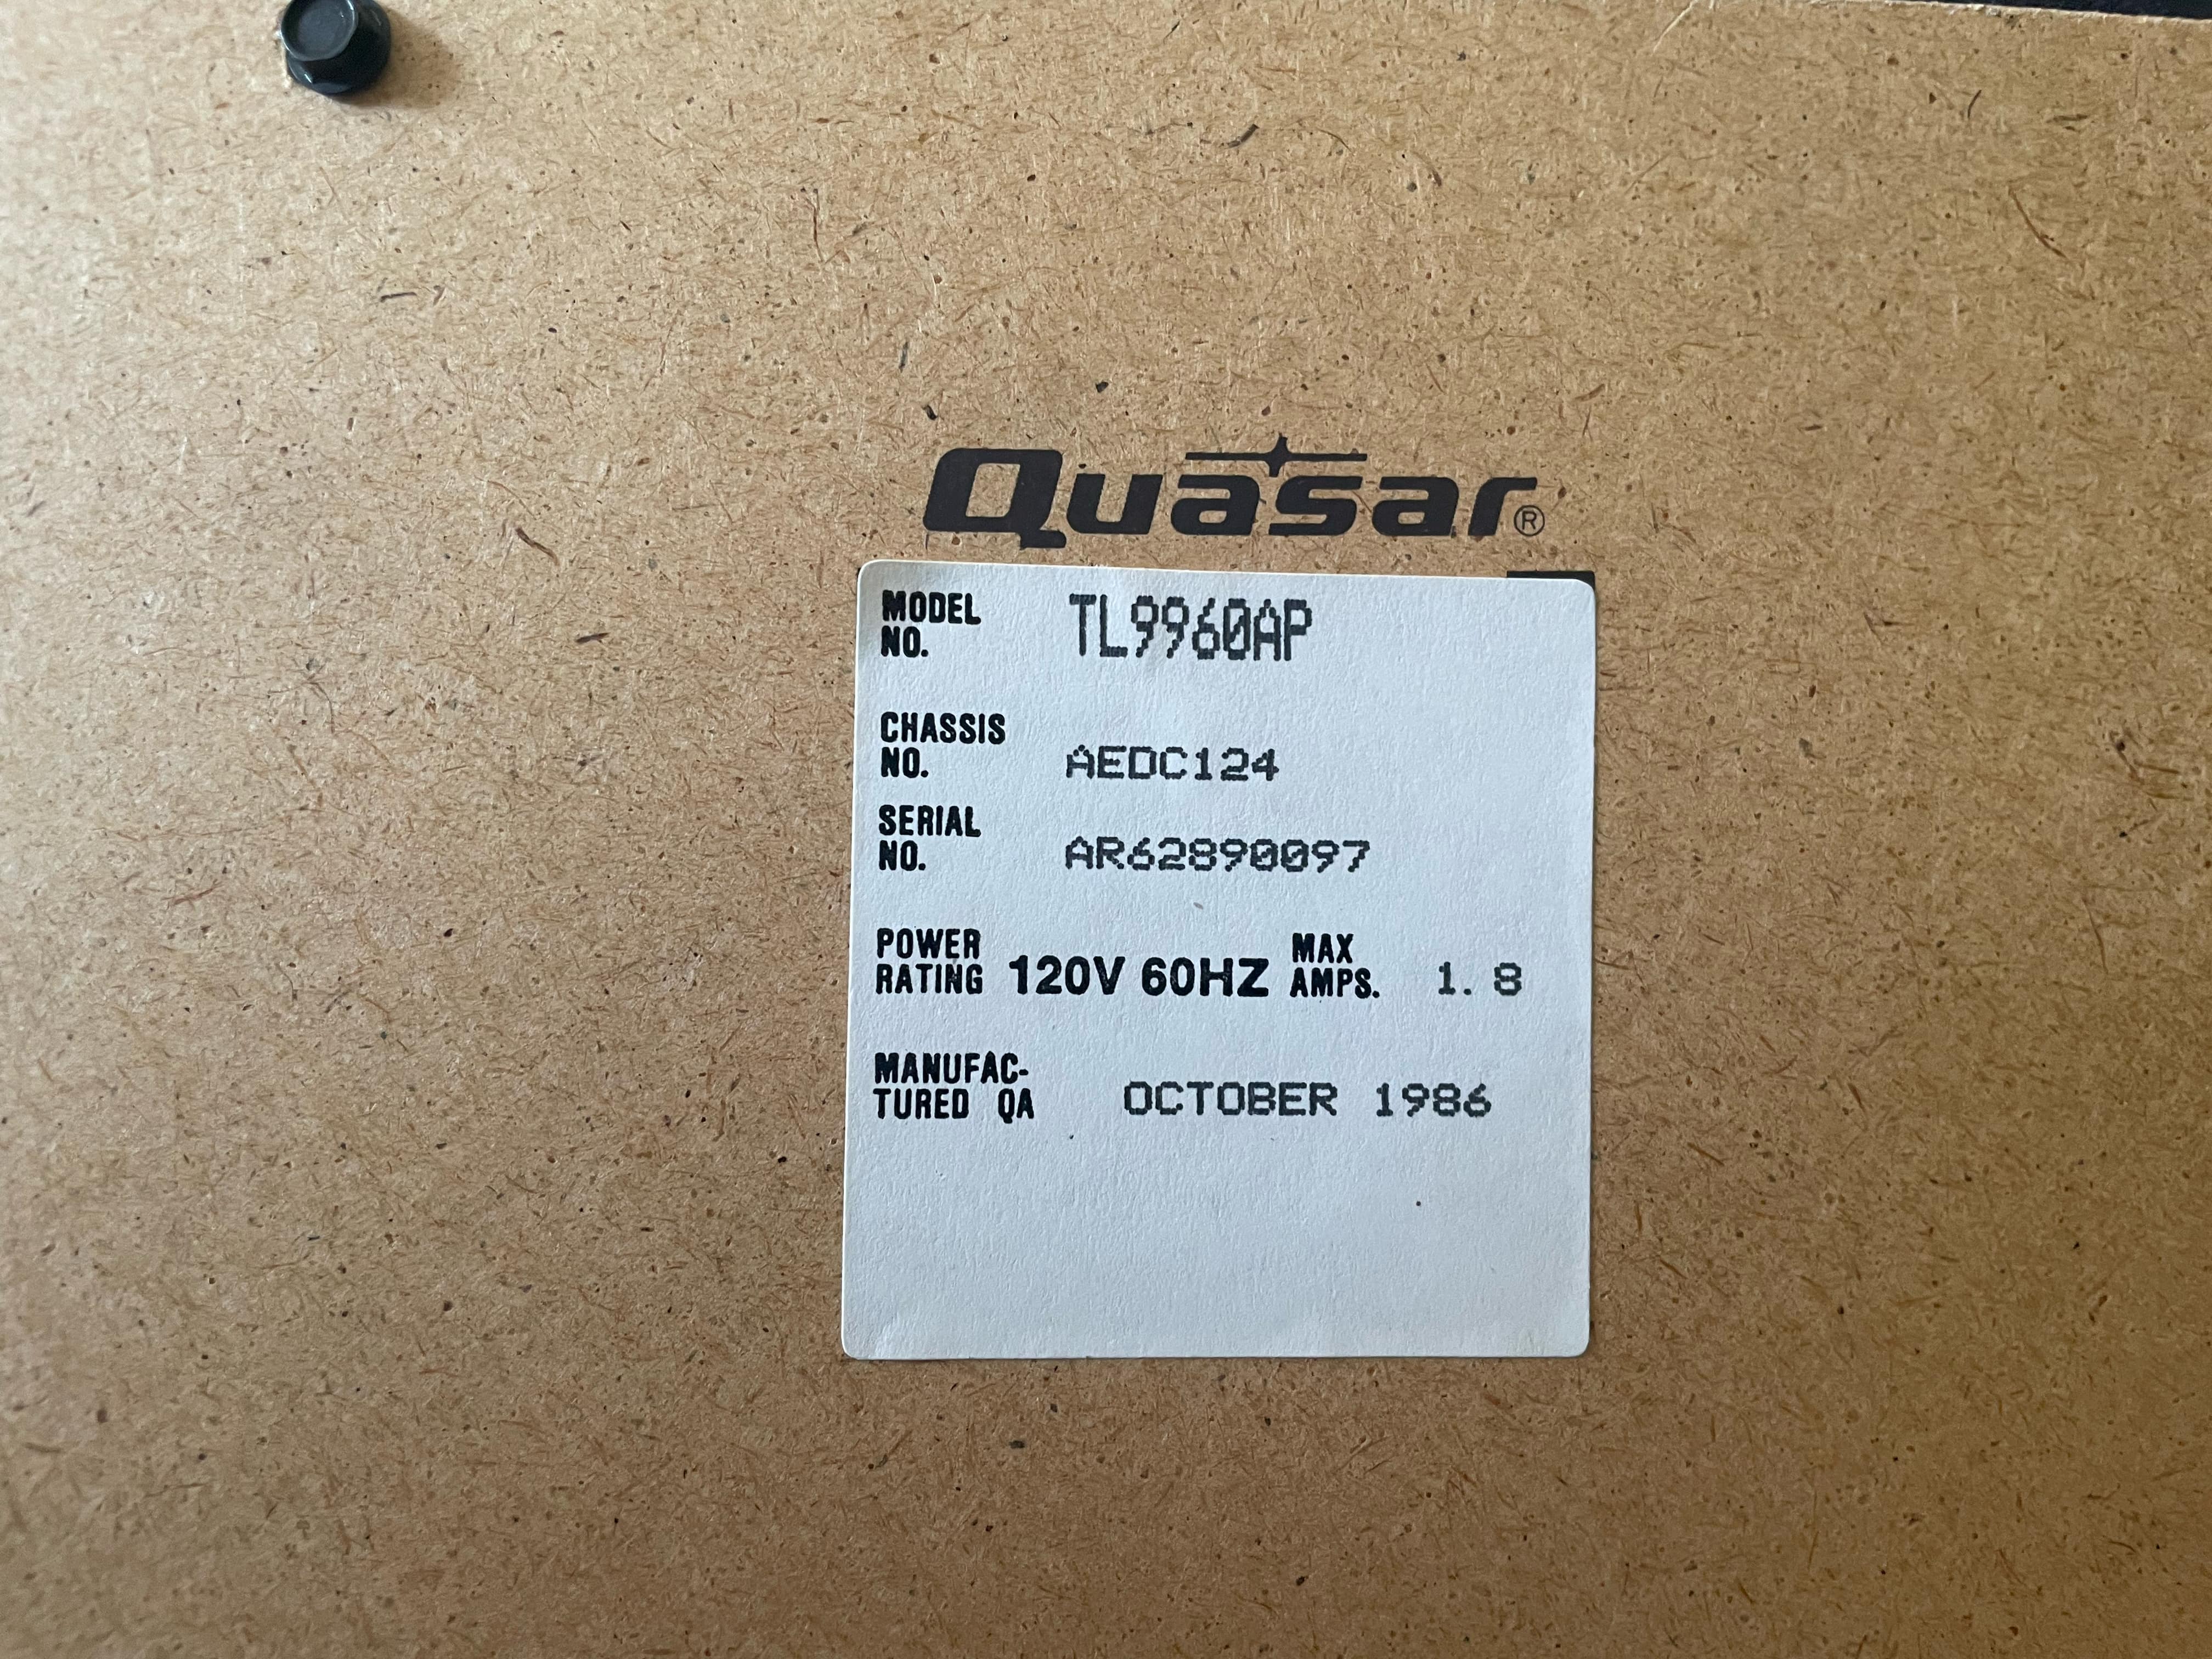 Quasar®
MODEL NO. TL9960AP
CHASSIS NO. AEDC124
SERIAL NO. AR62890097
POWER RATING 120V 60HZ MAX AMPS. 1.8
MANUFAC-
TURED QA OCTOBER 1986